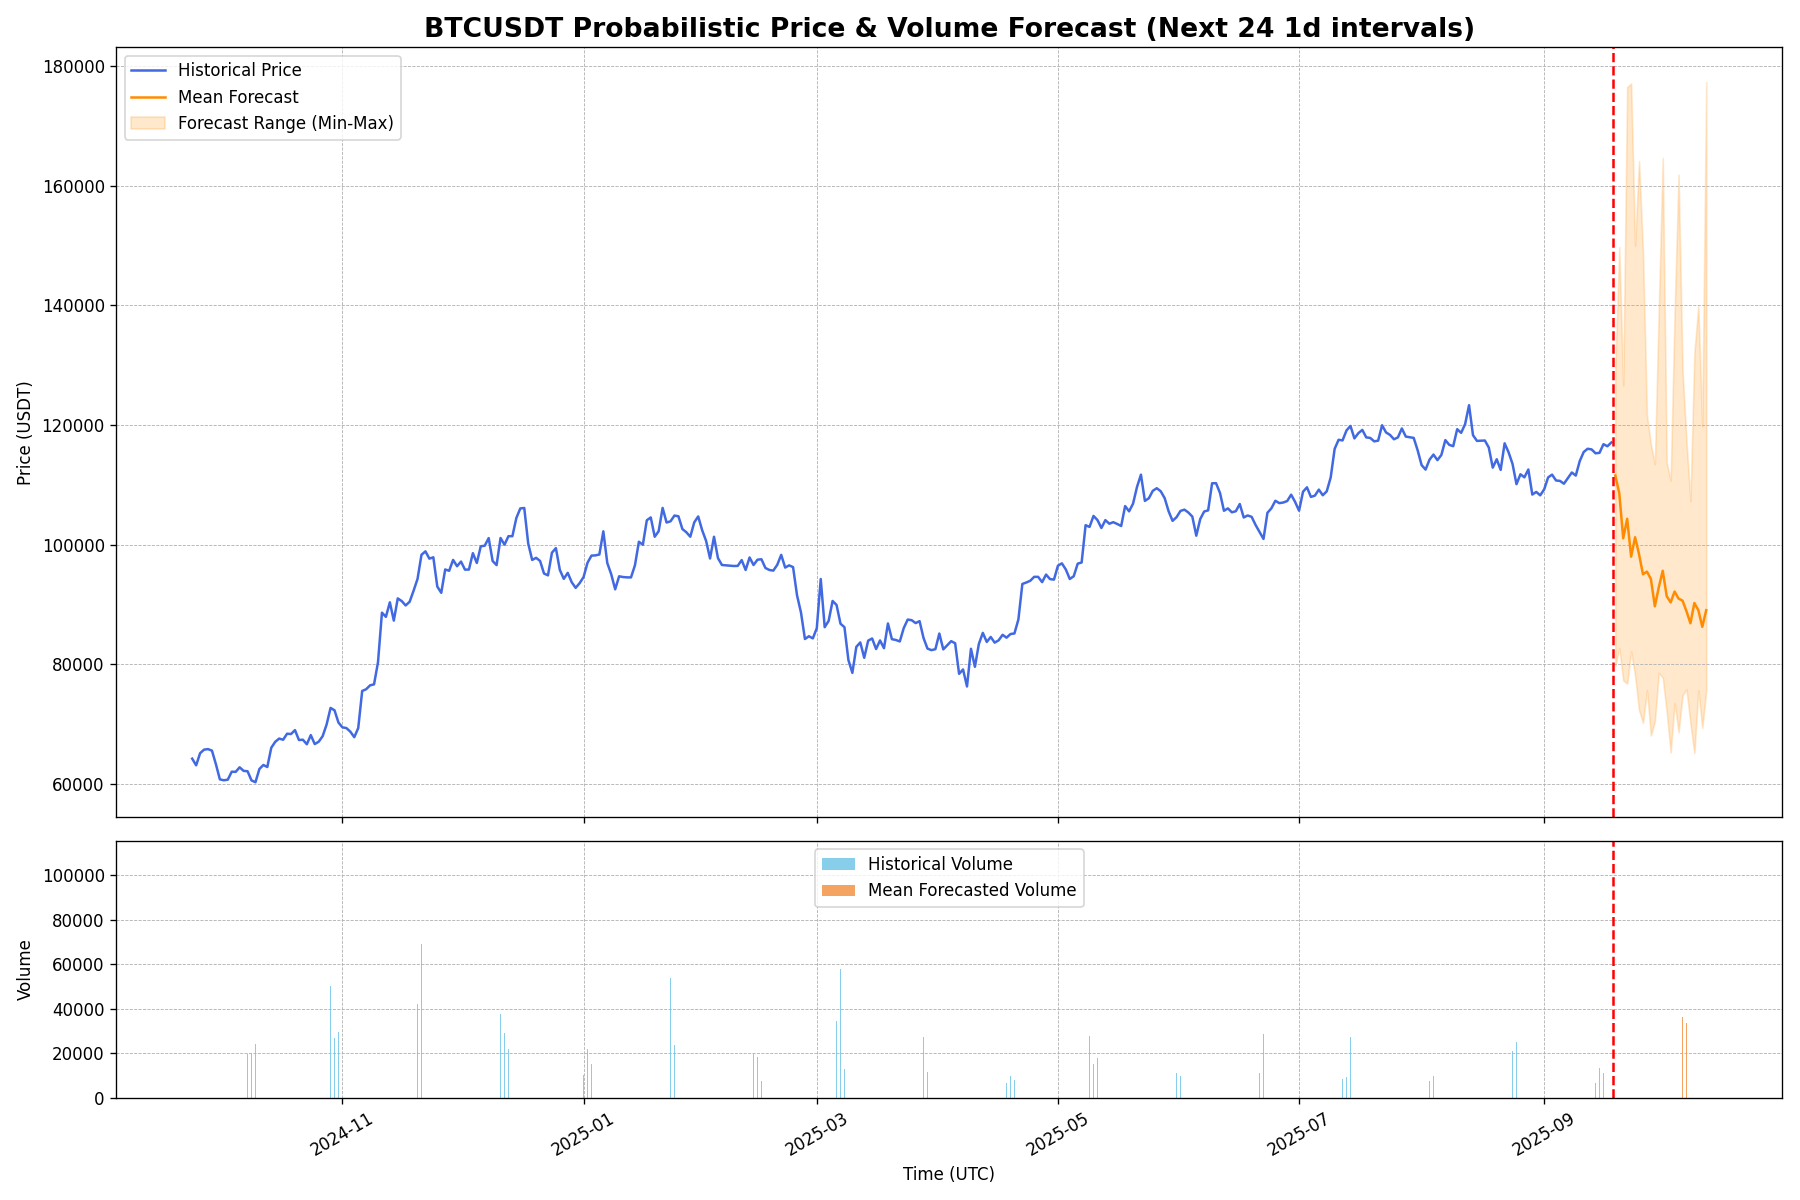 BTCUSDT Probabilistic Price & Volume Forecast (Next 24 1d intervals)
Historical Price
Mean Forecast
Forecast Range (Min-Max)
180000
160000
140000
120000
100000
80000
60000
Price (USDT)
Historical Volume
Mean Forecasted Volume
100000
80000
60000
40000
20000
0
Volume
2024-11
2025-01
2025-03
2025-05
2025-07
2025-09
Time (UTC)